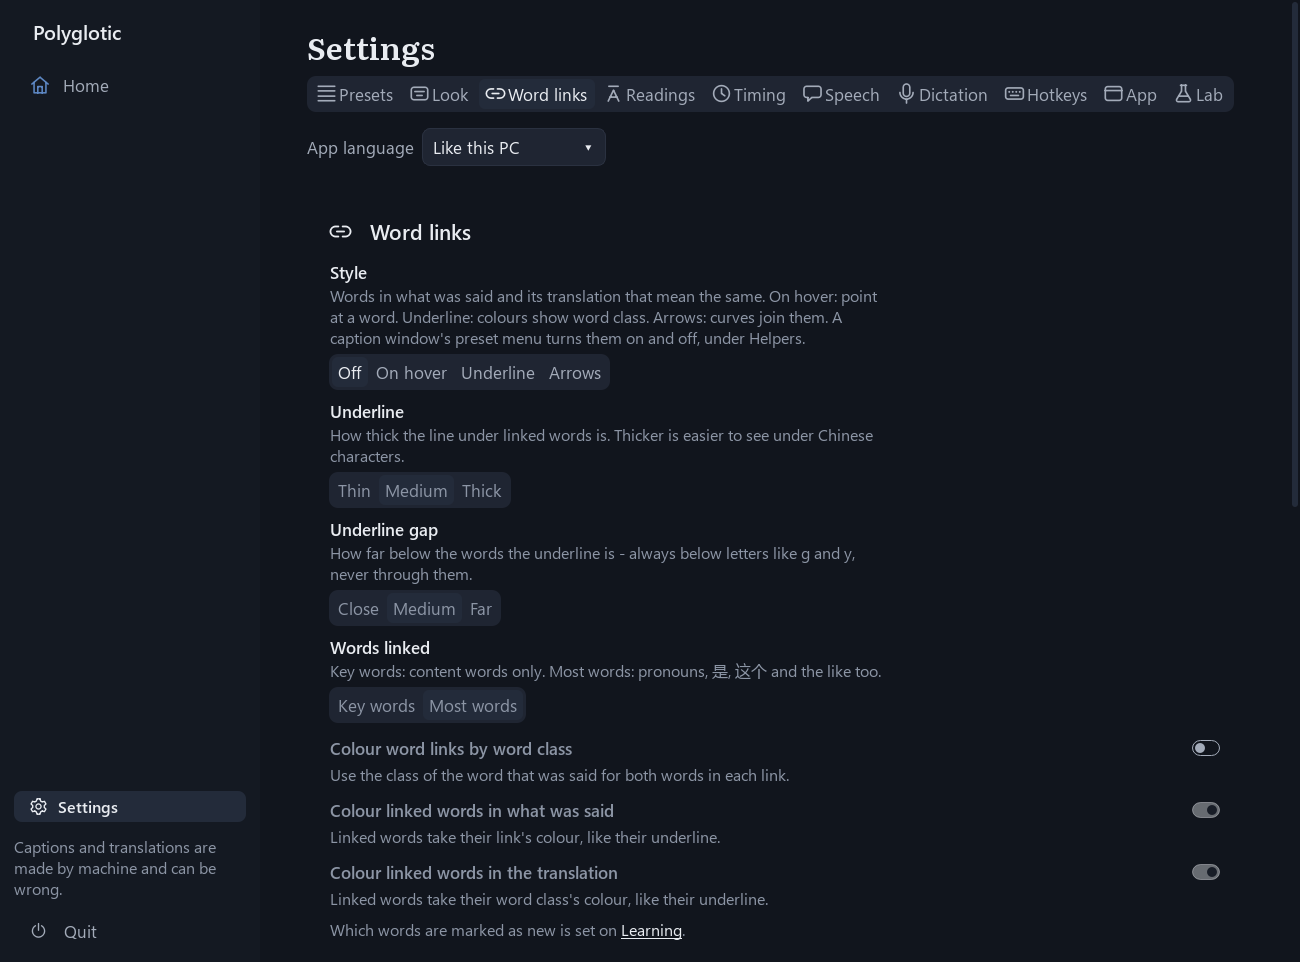 Polyglotic
Home
Settings
Captions and translations are
made by machine and can be
wrong.
Quit
Settings
Presets Look Word links Readings Timing Speech Dictation Hotkeys App Lab
App language Like this PC
Word links
Style
Words in what was said and its translation that mean the same. On hover: point
at a word. Underline: colours show word class. Arrows: curves join them. A
caption window's preset menu turns them on and off, under Helpers.
Off On hover Underline Arrows
Underline
How thick the line under linked words is. Thicker is easier to see under Chinese
characters.
Thin Medium Thick
Underline gap
How far below the words the underline is - always below letters like g and y,
never through them.
Close Medium Far
Words linked
Key words: content words only. Most words: pronouns, 是, 这个 and the like too.
Key words Most words
Colour word links by word class
Use the class of the word that was said for both words in each link.
Colour linked words in what was said
Linked words take their link's colour, like their underline.
Colour linked words in the translation
Linked words take their word class's colour, like their underline.
Which words are marked as new is set on Learning.